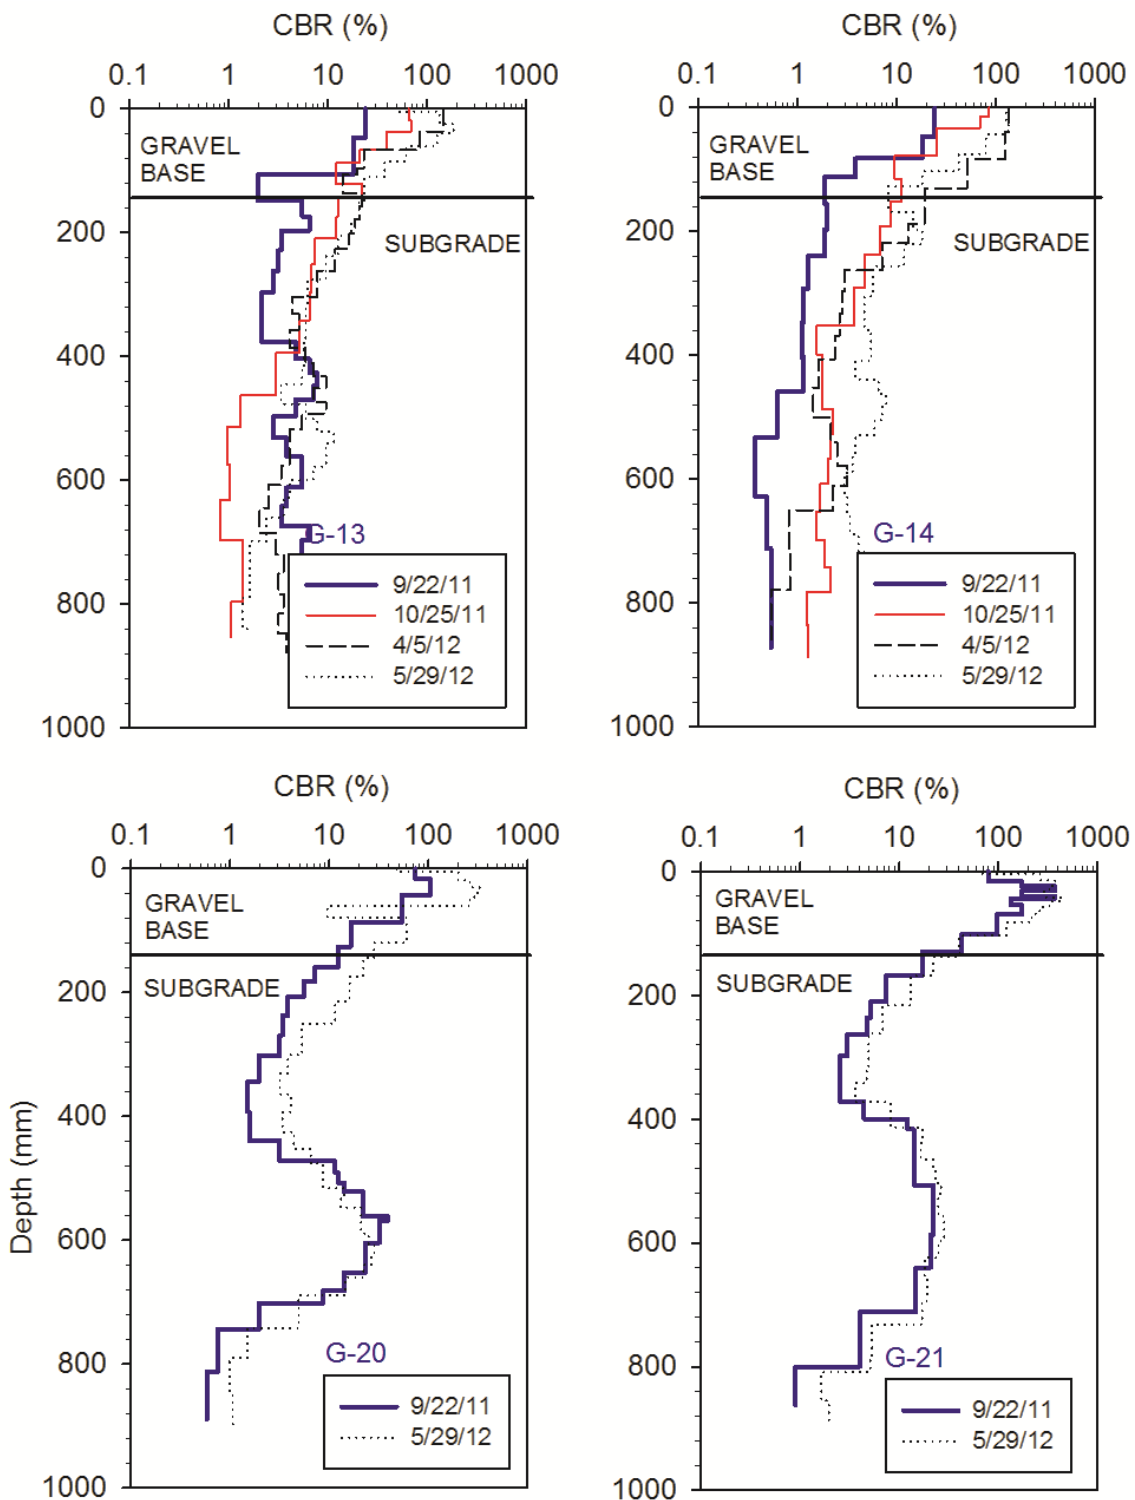 CBR (%)
0.1 1 10 100 1000
0
GRAVEL
BASE
200
SUBGRADE
400
600
G-13
9/22/11
10/25/11
4/5/12
5/29/12
800
1000
CBR (%)
0.1 1 10 100 1000
0
GRAVEL
BASE
200
SUBGRADE
400
600
G-14
9/22/11
10/25/11
4/5/12
5/29/12
800
1000
CBR (%)
0.1 1 10 100 1000
0
GRAVEL
BASE
SUBGRADE
200
400
Depth (mm)
600
G-20
800
9/22/11
5/29/12
1000
CBR (%)
0.1 1 10 100 1000
0
GRAVEL
BASE
SUBGRADE
200
400
600
G-21
800
9/22/11
5/29/12
1000